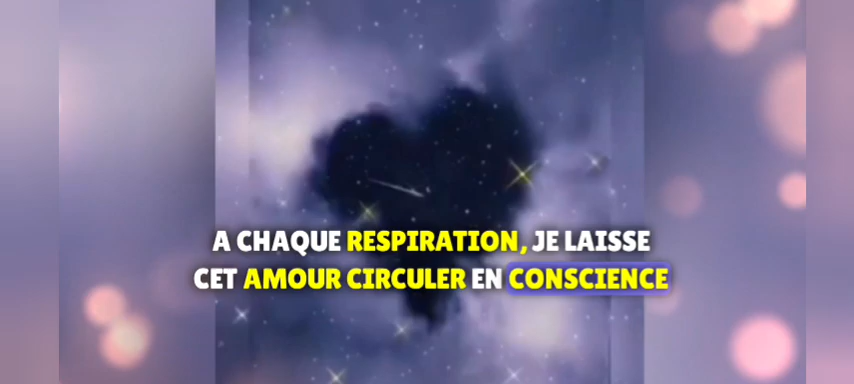 A CHAQUE RESPIRATION, JE LAISSE
CET AMOUR CIRCULER EN CONSCIENCE